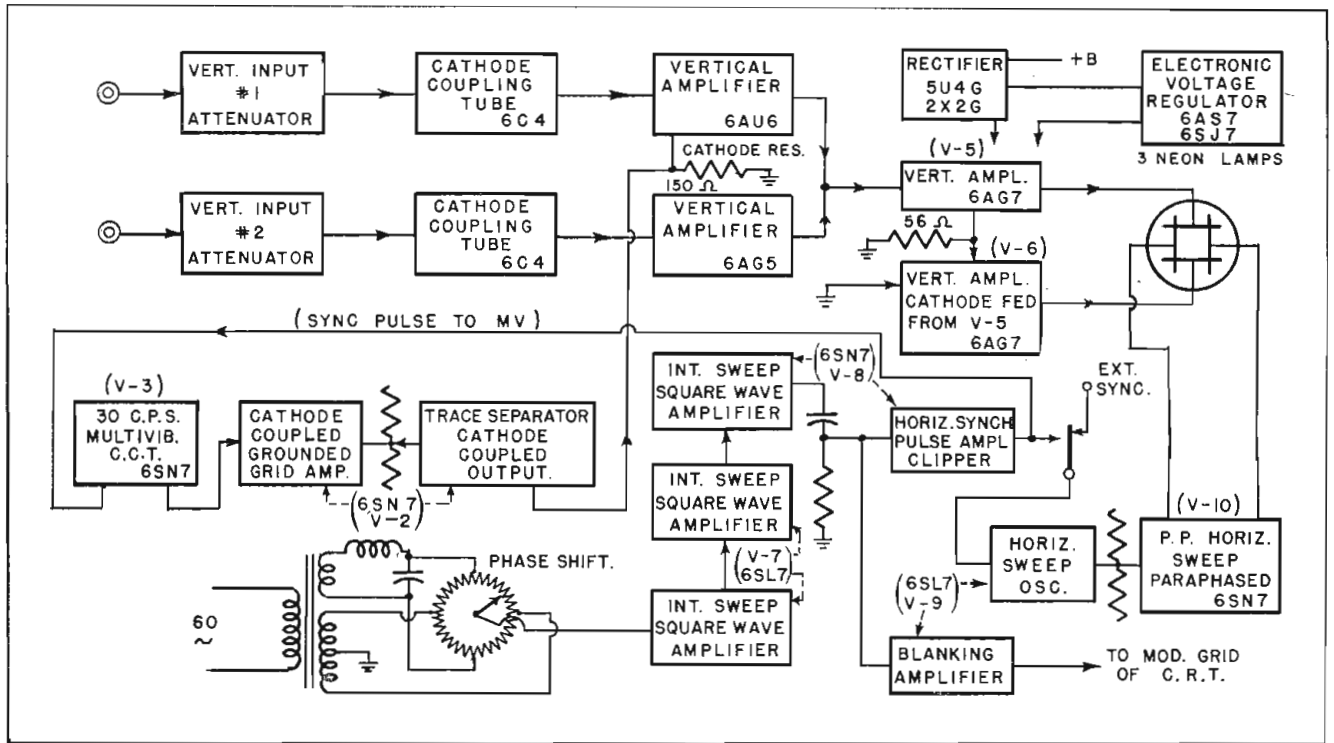 VERT. INPUT
#1
ATTENUATOR
CATHODE
COUPLING
TUBE
6C4
VERTICAL
AMPLIFIER
6AU6
RECTIFIER
5U4G
2X2G
+B
ELECTRONIC
VOLTAGE
REGULATOR
6AS7
6SJ7
3 NEON LAMPS
CATHODE RES.
150 Ω
VERT. INPUT
#2
ATTENUATOR
CATHODE
COUPLING
TUBE
6C4
VERTICAL
AMPLIFIER
6AG5
(V-5)
VERT. AMPL.
6AG7
56 Ω
(V-6)
VERT. AMPL.
CATHODE FED
FROM V-5
6AG7
(SYNC PULSE TO MV)
(V-3)
30 C.P.S.
MULTIVIB.
C.C.T.
6SN7
CATHODE
COUPLED
GROUNDED
GRID AMP.
TRACE SEPARATOR
CATHODE
COUPLED
OUTPUT.
(6SN7
V-2)
INT. SWEEP
SQUARE WAVE
AMPLIFIER
(6SN7
V-8)
HORIZ. SYNCH
PULSE AMPL
CLIPPER
EXT.
SYNC.
INT. SWEEP
SQUARE WAVE
AMPLIFIER
(V-7
6SL7)
INT. SWEEP
SQUARE WAVE
AMPLIFIER
60
~
PHASE SHIFT.
(6SL7
V-9)
HORIZ.
SWEEP
OSC.
(V-10)
P. P. HORIZ.
SWEEP
PARAPHASED
6SN7
BLANKING
AMPLIFIER
TO MOD. GRID
OF C.R.T.